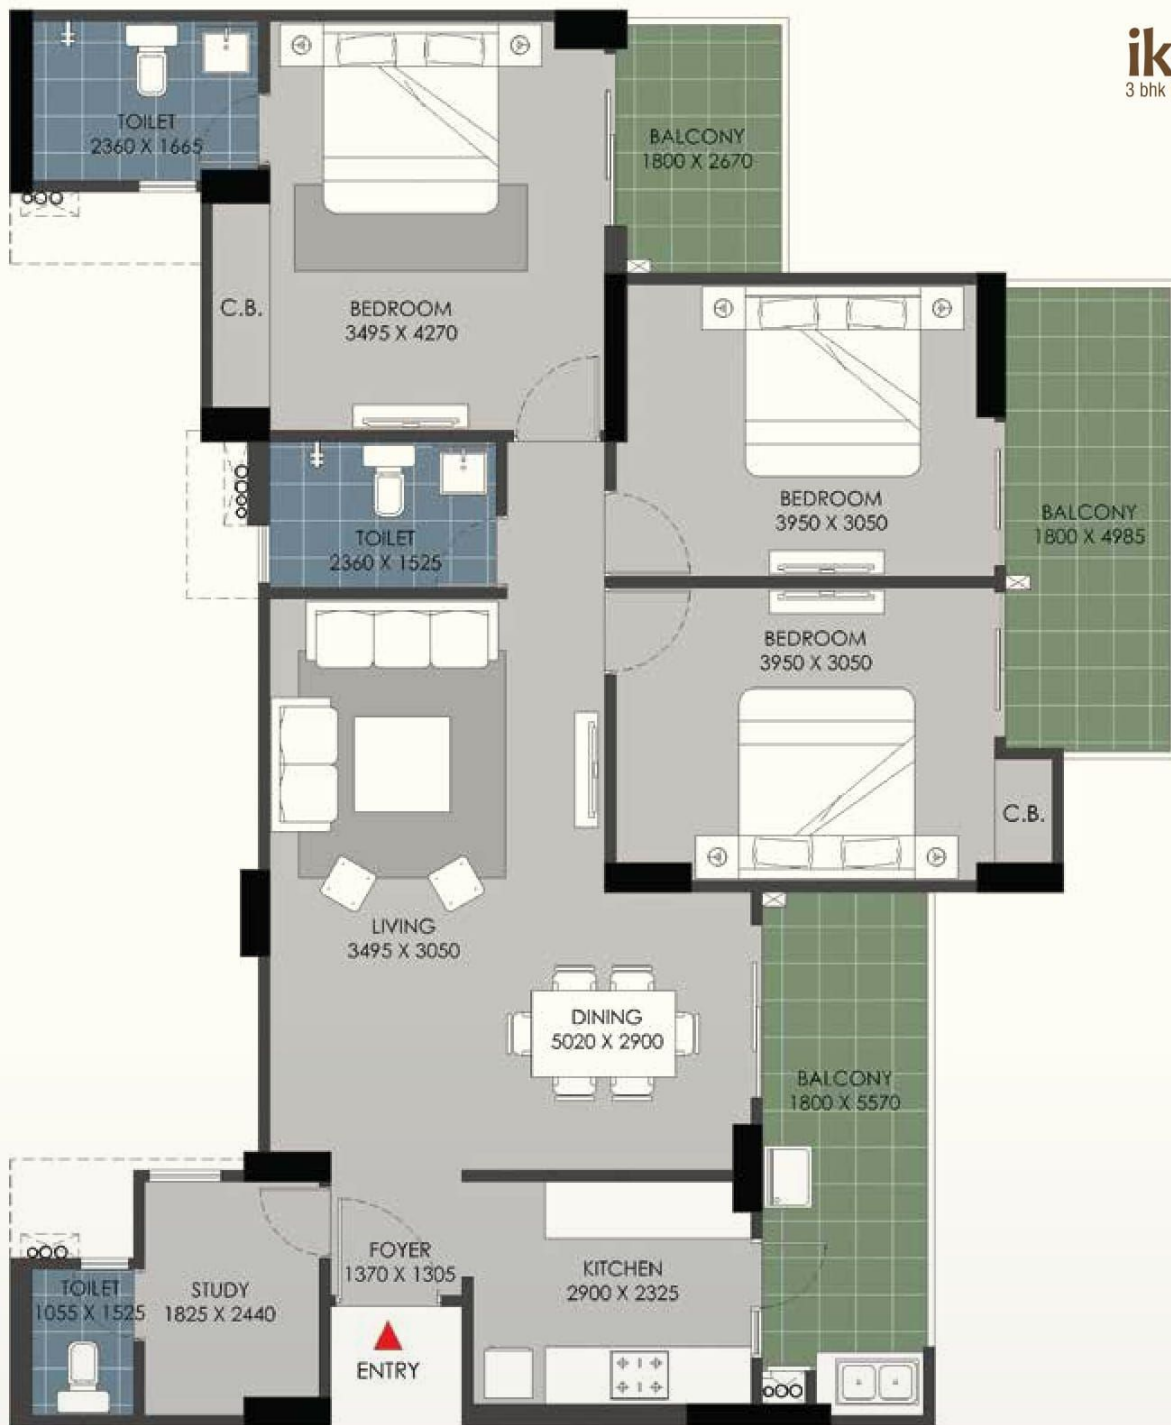 ik
3 bhk
TOILET
2360 X 1665
BALCONY
1800 X 2670
C.B.
BEDROOM
3495 X 4270
BEDROOM
3950 X 3050
BALCONY
1800 X 4985
TOILET
2360 X 1525
BEDROOM
3950 X 3050
C.B.
LIVING
3495 X 3050
DINING
5020 X 2900
BALCONY
1800 X 5570
FOYER
1370 X 1305
KITCHEN
2900 X 2325
TOILET
1055 X 1525
STUDY
1825 X 2440
ENTRY